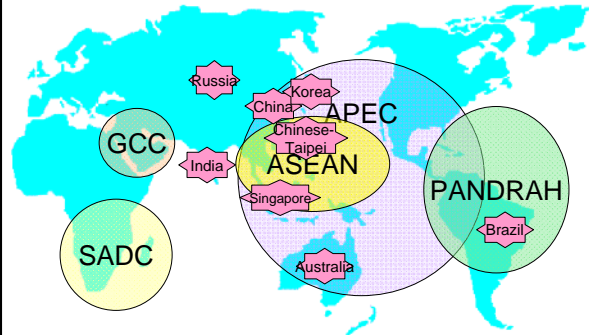 Russia
Korea
China
APEC
Chinese-
Taipei
GCC
India
ASEAN
Singapore
PANDRAH
Brazil
SADC
Australia